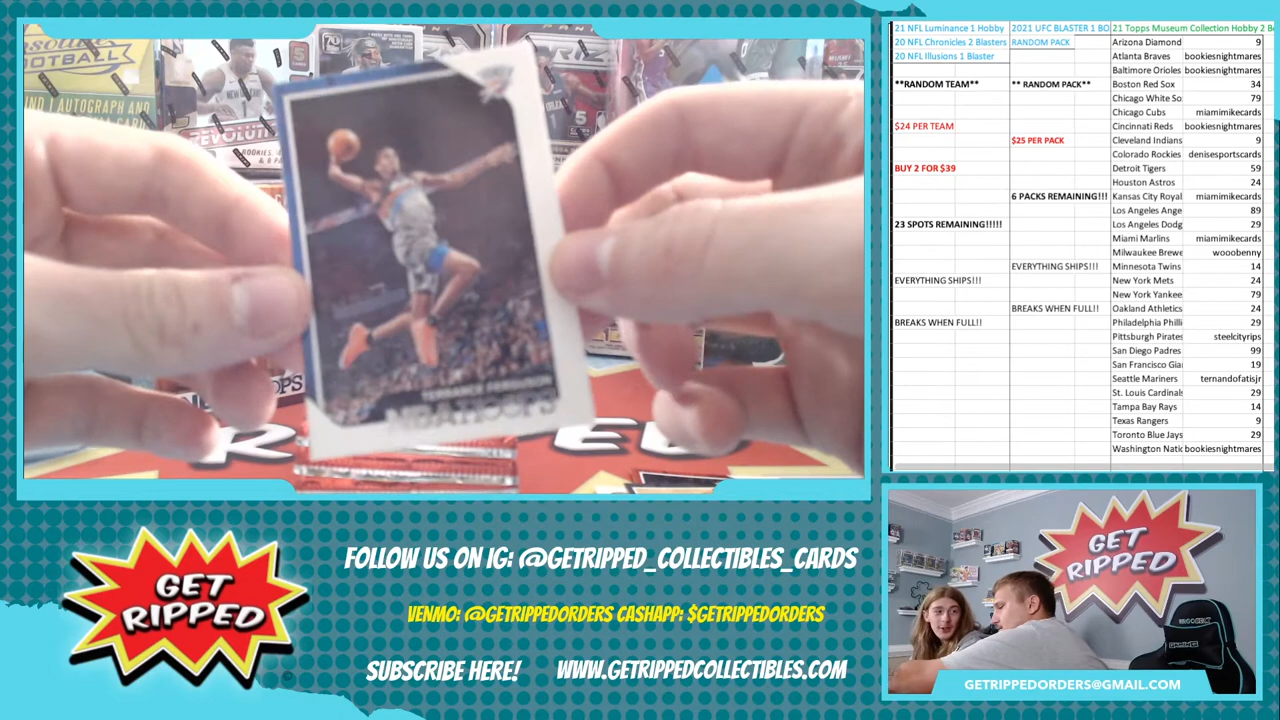 21 NFL Luminance 1 Hobby
20 NFL Chronicles 2 Blasters
20 NFL Illusions 1 Blaster
**RANDOM TEAM**
$24 PER TEAM
BUY 2 FOR $39
23 SPOTS REMAINING!!!!!
EVERYTHING SHIPS!!!
BREAKS WHEN FULL!!
2021 UFC BLASTER 1 BO
RANDOM PACK
** RANDOM PACK**
$25 PER PACK
6 PACKS REMAINING!!!
EVERYTHING SHIPS!!!
BREAKS WHEN FULL!!
21 Topps Museum Collection Hobby 2 B
Arizona Diamond 9
Atlanta Braves bookiesnightmares
Baltimore Orioles bookiesnightmares
Boston Red Sox 34
Chicago White So 79
Chicago Cubs miamimikecards
Cincinnati Reds bookiesnightmares
Cleveland Indians 9
Colorado Rockies denisesportscards
Detroit Tigers 59
Houston Astros 24
Kansas City Royal miamimikecards
Los Angeles Ange 89
Los Angeles Dodg 29
Miami Marlins miamimikecards
Milwaukee Brewe wooobenny
Minnesota Twins 14
New York Mets 24
New York Yankee 79
Oakland Athletics 24
Philadelphia Philli 29
Pittsburgh Pirates steelcityrips
San Diego Padres 99
San Francisco Gia 19
Seattle Mariners ternandofatisjr
St. Louis Cardinals 29
Tampa Bay Rays 14
Texas Rangers 9
Toronto Blue Jays 29
Washington Natic bookiesnightmares
GET
RIPPED
FOLLOW US ON IG: @GETRIPPED_COLLECTIBLES_CARDS
VENMO: @GETRIPPEDORDERS CASHAPP: $GETRIPPEDORDERS
SUBSCRIBE HERE!
WWW.GETRIPPEDCOLLECTIBLES.COM
GET
RIPPED
GETRIPPEDORDERS@GMAIL.COM